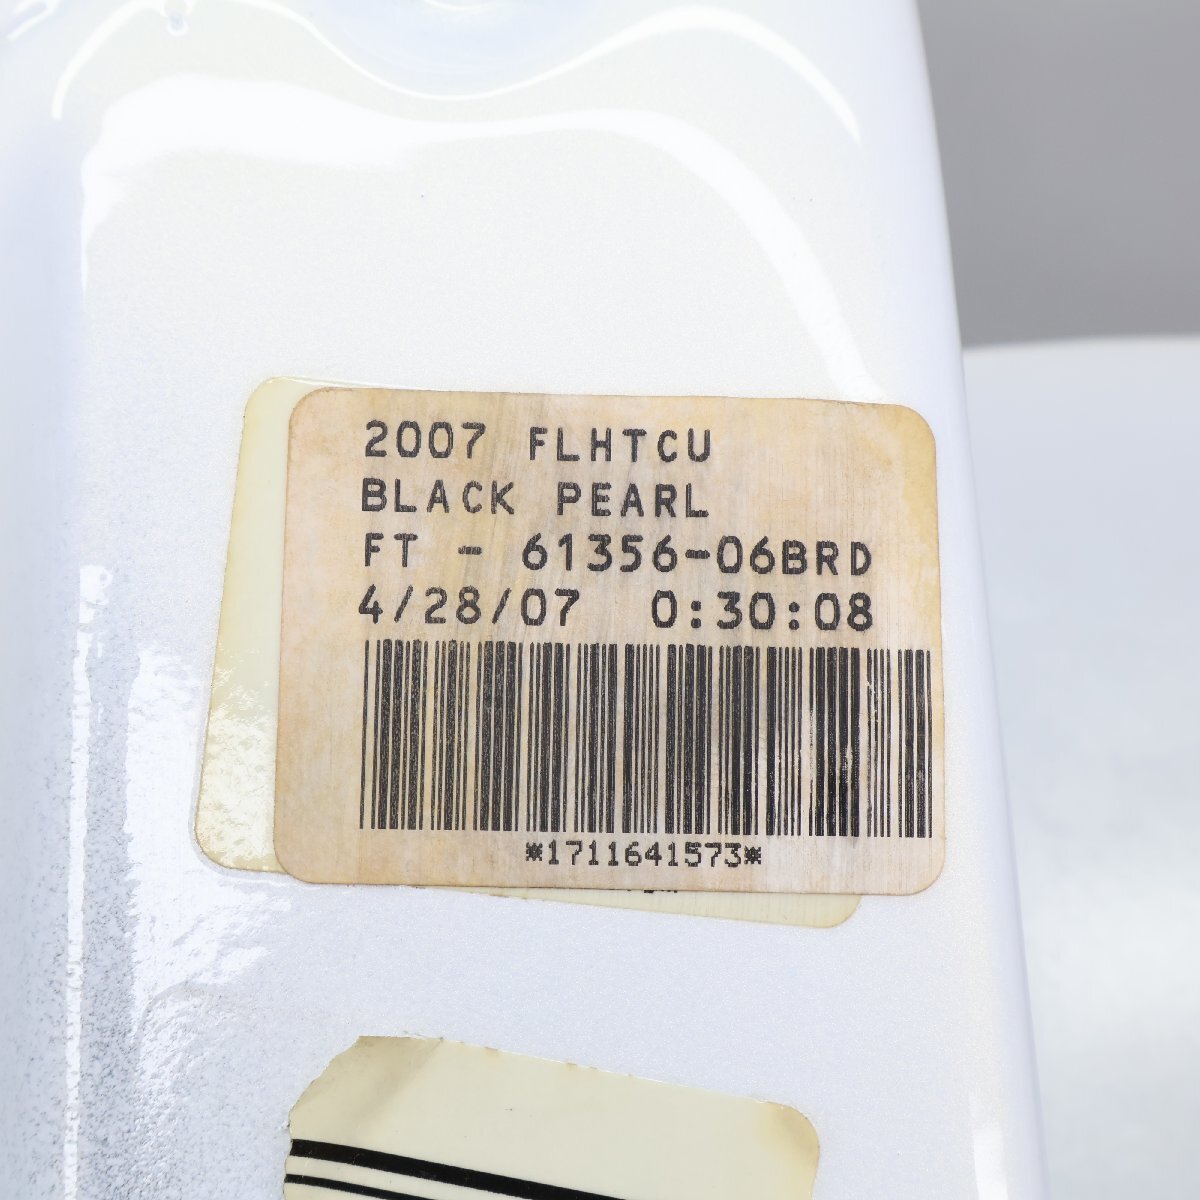 2007 FLHTCU
BLACK PEARL
FT - 61356-06BRD
4/28/07 0:30:08
*1711641573*